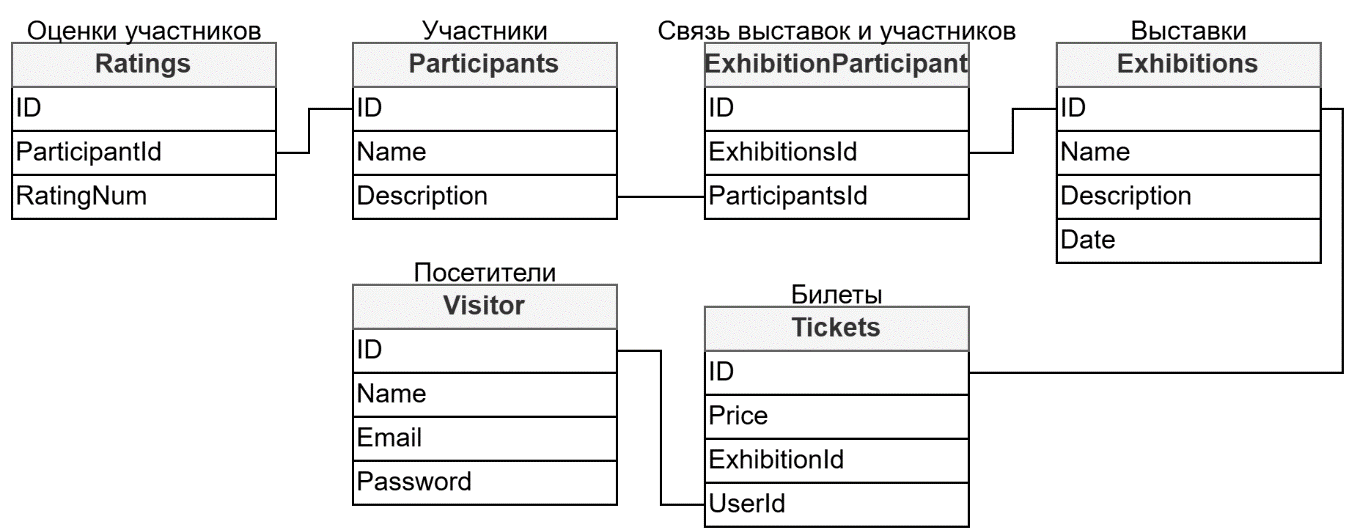 Оценки участников
Ratings
ID
ParticipantId
RatingNum
Участники
Participants
ID
Name
Description
Связь выставок и участников
ExhibitionParticipant
ID
ExhibitionsId
ParticipantsId
Выставки
Exhibitions
ID
Name
Description
Date
Посетители
Visitor
ID
Name
Email
Password
Билеты
Tickets
ID
Price
ExhibitionId
UserId